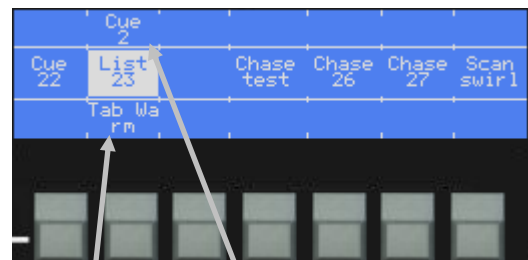 Cue
2
Cue List Chase Chase Chase Scan
22 23 test 26 27 swirl
Tab Wa
rm